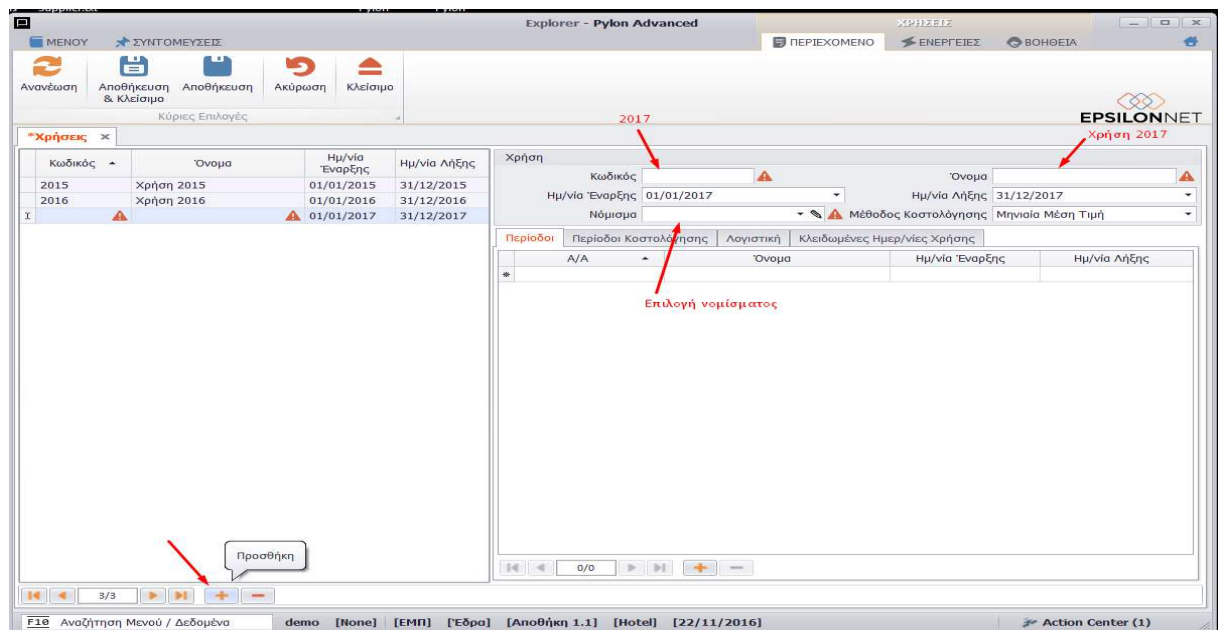 Supplier.txt Pylon Pylon
Explorer - Pylon Advanced ΧΡΗΣΕΙΣ
ΜΕΝΟΥ ΣΥΝΤΟΜΕΥΣΕΙΣ ΠΕΡΙΕΧΟΜΕΝΟ ΕΝΕΡΓΕΙΕΣ ΒΟΗΘΕΙΑ
Ανανέωση Αποθήκευση & Κλείσιμο Αποθήκευση Ακύρωση Κλείσιμο
Κύριες Επιλογές
EPSILONNET
2017
Χρήση 2017
*Χρήσεις
Κωδικός Όνομα Ημ/νία Έναρξης Ημ/νία Λήξης
2015 Χρήση 2015 01/01/2015 31/12/2015
2016 Χρήση 2016 01/01/2016 31/12/2016
01/01/2017 31/12/2017
Χρήση
Κωδικός Όνομα
Ημ/νία Έναρξης 01/01/2017 Ημ/νία Λήξης 31/12/2017
Νόμισμα Μέθοδος Κοστολόγησης Μηνιαία Μέση Τιμή
Περίοδοι Περίοδοι Κοστολόγησης Λογιστική Κλειδωμένες Ημερ/νίες Χρήσης
Α/Α Όνομα Ημ/νία Έναρξης Ημ/νία Λήξης
Επιλογή νομίσματος
Προσθήκη
0/0
3/3
F10 Αναζήτηση Μενού / Δεδομένα demo [None] [ΕΜΠ] [Έδρα] [Αποθήκη 1.1] [Hotel] [22/11/2016] Action Center (1)